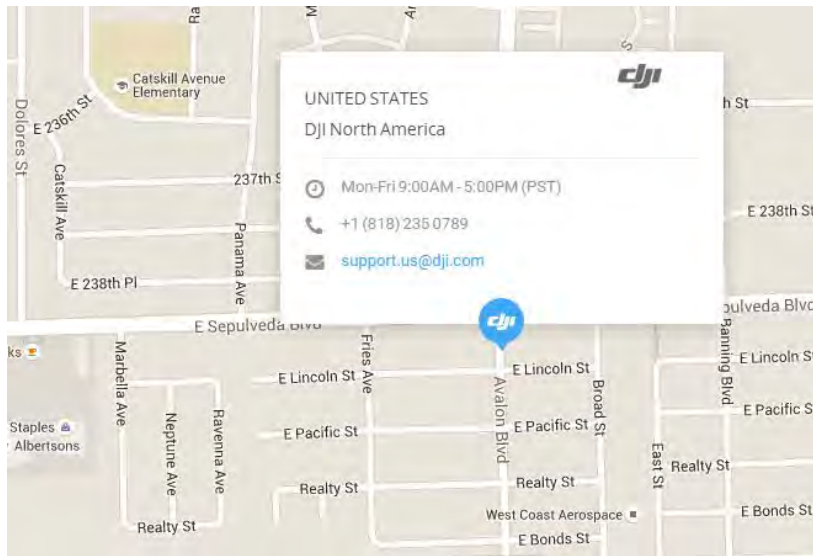 Catskill Avenue
Elementary
Dolores St
E 236th St
Catskill Ave
237th S
Panama Ave
E 238th Pl
dji
UNITED STATES
DJI North America
Mon-Fri 9:00AM - 5:00PM (PST)
+1 (818) 235 0789
support.us@dji.com
h St
E 238th St
E Sepulveda Blvd
dji
pulveda Blvd
ks
Marbella Ave
Neptune Ave
Ravenna Ave
Fries Ave
E Lincoln St
E Lincoln St
Avalon Blvd
Broad St
Banning Blvd
E Lincoln S
Staples
Albertsons
E Pacific St
E Pacific St
E Pacific S
East St
Realty St
Realty St
Realty St
Realty St
West Coast Aerospace
E Bonds St
E Bonds St